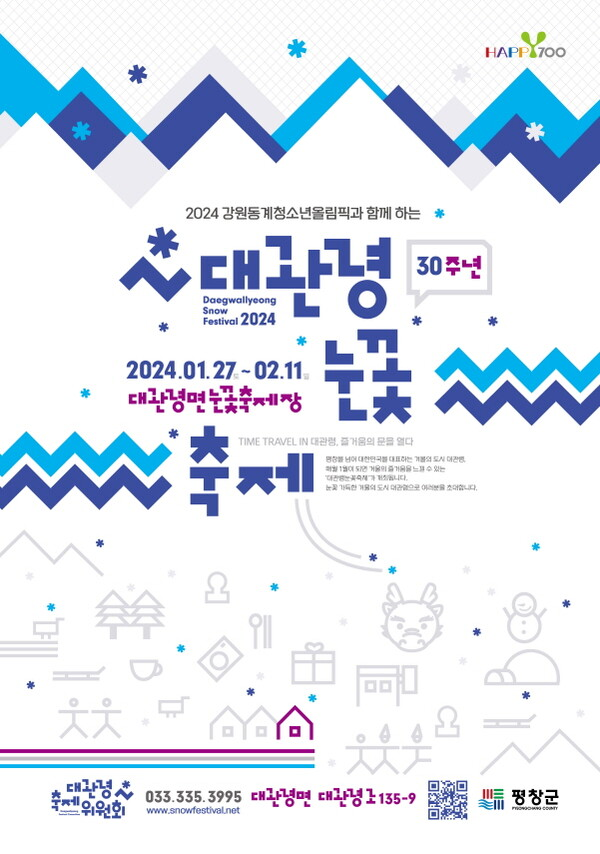 HAPPY700
2024 강원동계청소년올림픽과 함께 하는
대관령
30주년
Daegwallyeong
Snow
Festival 2024
눈꽃
2024.01.27토 ~ 02.11일
대관령면 눈꽃축제장
축제
TIME TRAVEL IN 대관령, 즐거움의 문을 열다
평창을 넘어 대한민국을 대표하는 겨울의 도시 대관령,
매월 1월이 되면 겨울의 즐거움을 느낄 수 있는
'대관령눈꽃축제'가 개최됩니다.
눈꽃 가득한 겨울의 도시 대관령으로 여러분을 초대합니다.
대관령
축제위원회
033.335.3995
www.snowfestival.net
대관령면 대관령로 135-9
평창군
PYEONGCHANG COUNTY